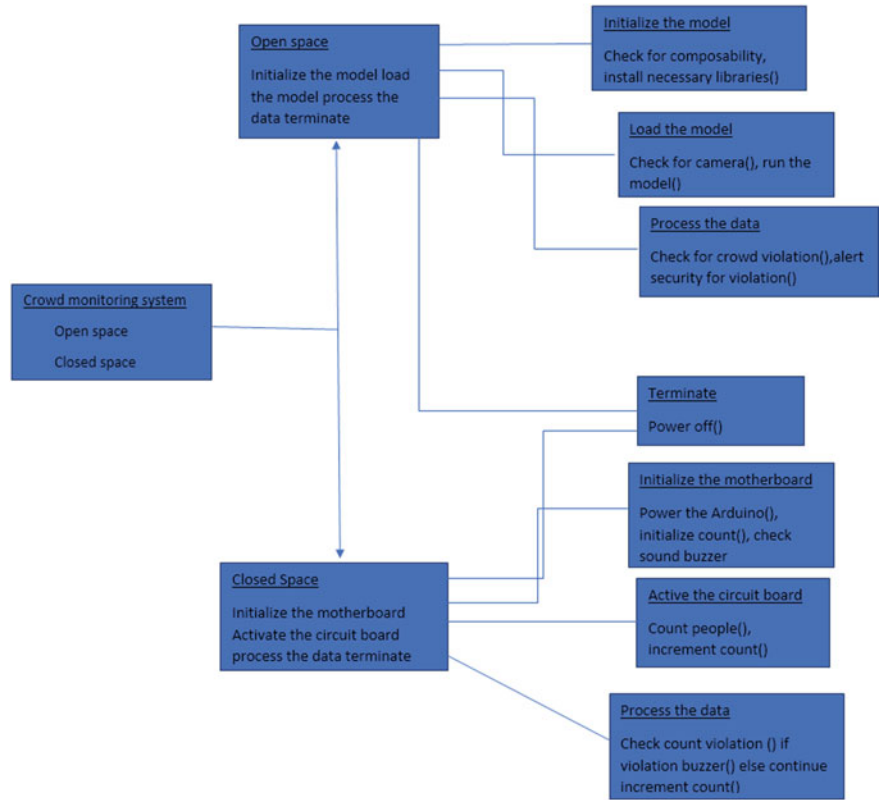 Open space
Initialize the model load
the model process the
data terminate
Initialize the model
Check for composability,
install necessary libraries()
Load the model
Check for camera(), run the
model()
Process the data
Check for crowd violation(),alert
security for violation()
Crowd monitoring system
Open space
Closed space
Terminate
Power off()
Initialize the motherboard
Power the Arduino(),
initialize count(), check
sound buzzer
Closed Space
Initialize the motherboard
Activate the circuit board
process the data terminate
Active the circuit board
Count people(),
increment count()
Process the data
Check count violation () if
violation buzzer() else continue
increment count()